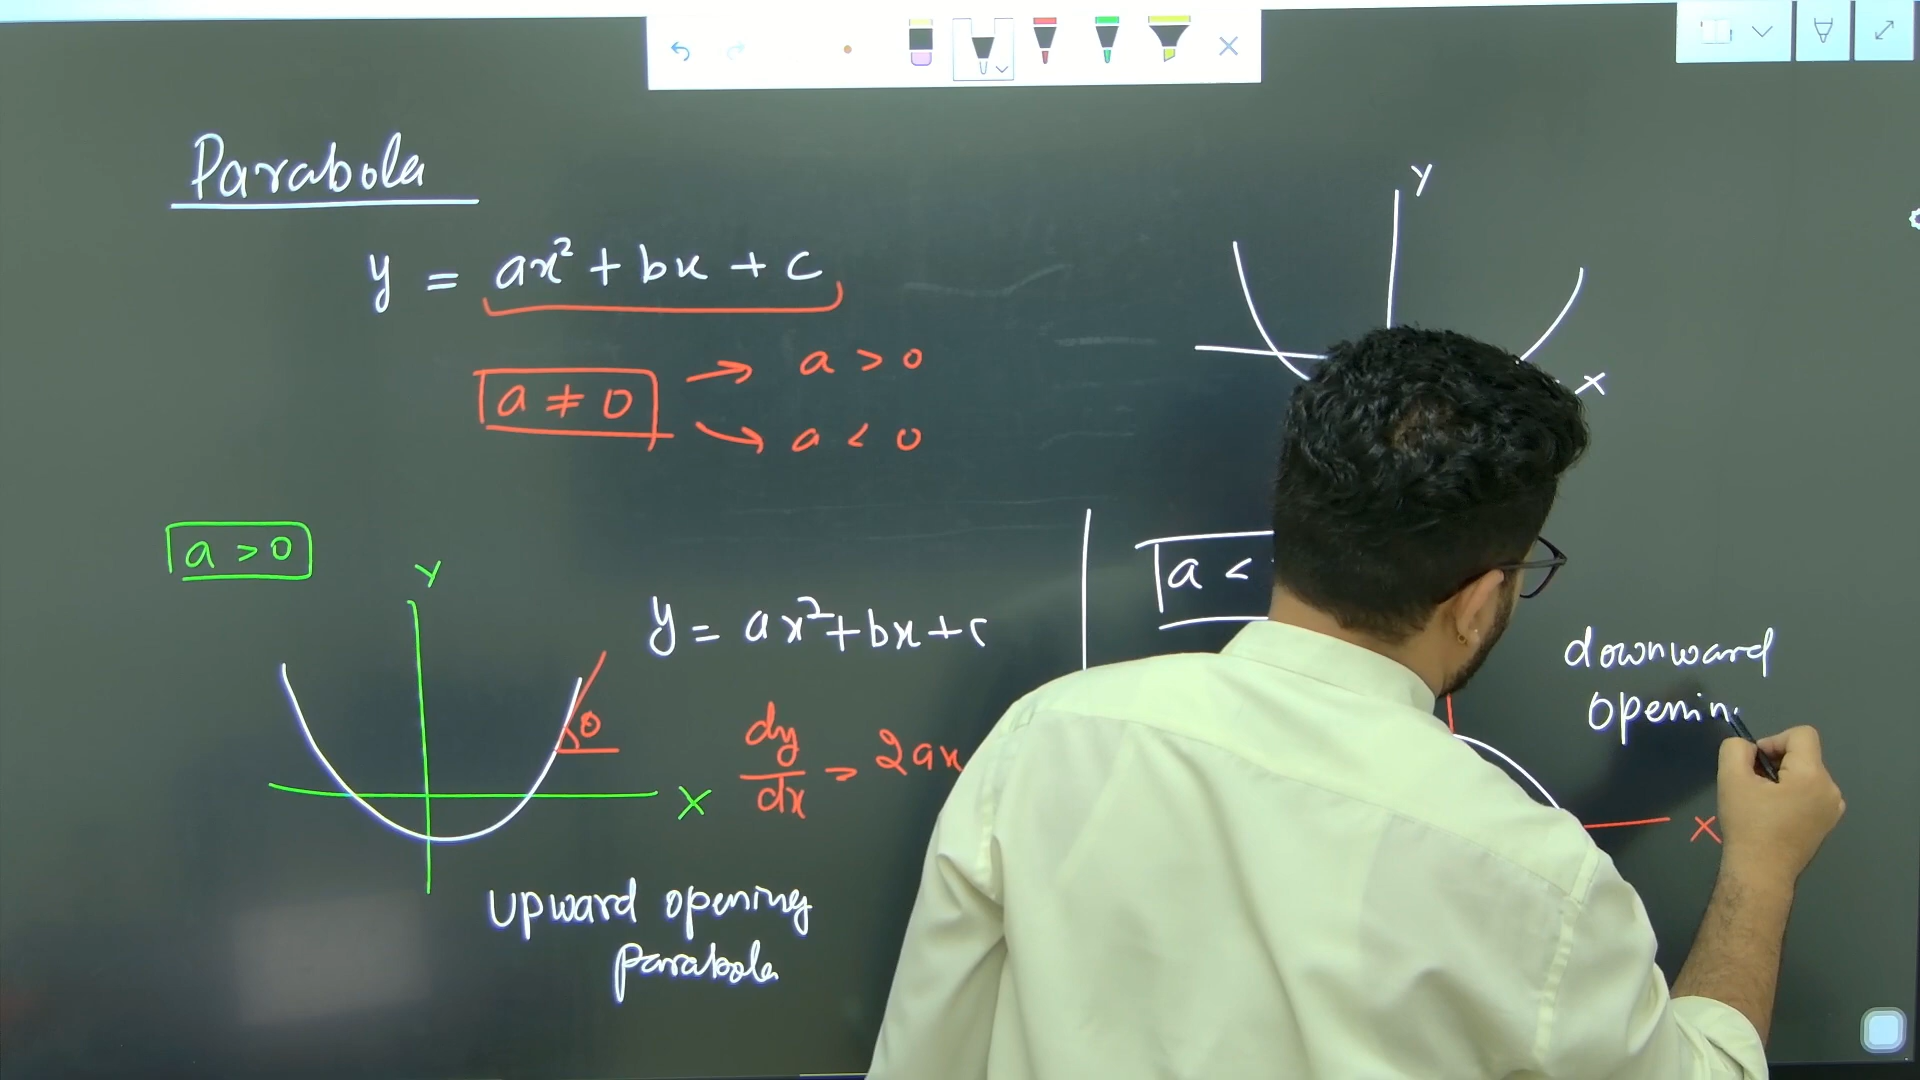 Parabola
y = ax² + bx + c
a ≠ 0
→ a > 0
→ a < 0
Y
X
a > 0
Y
X
θ
y = ax² + bx + c
dy/dx = 2ax
upward opening
parabola
a <
downward
openin
X